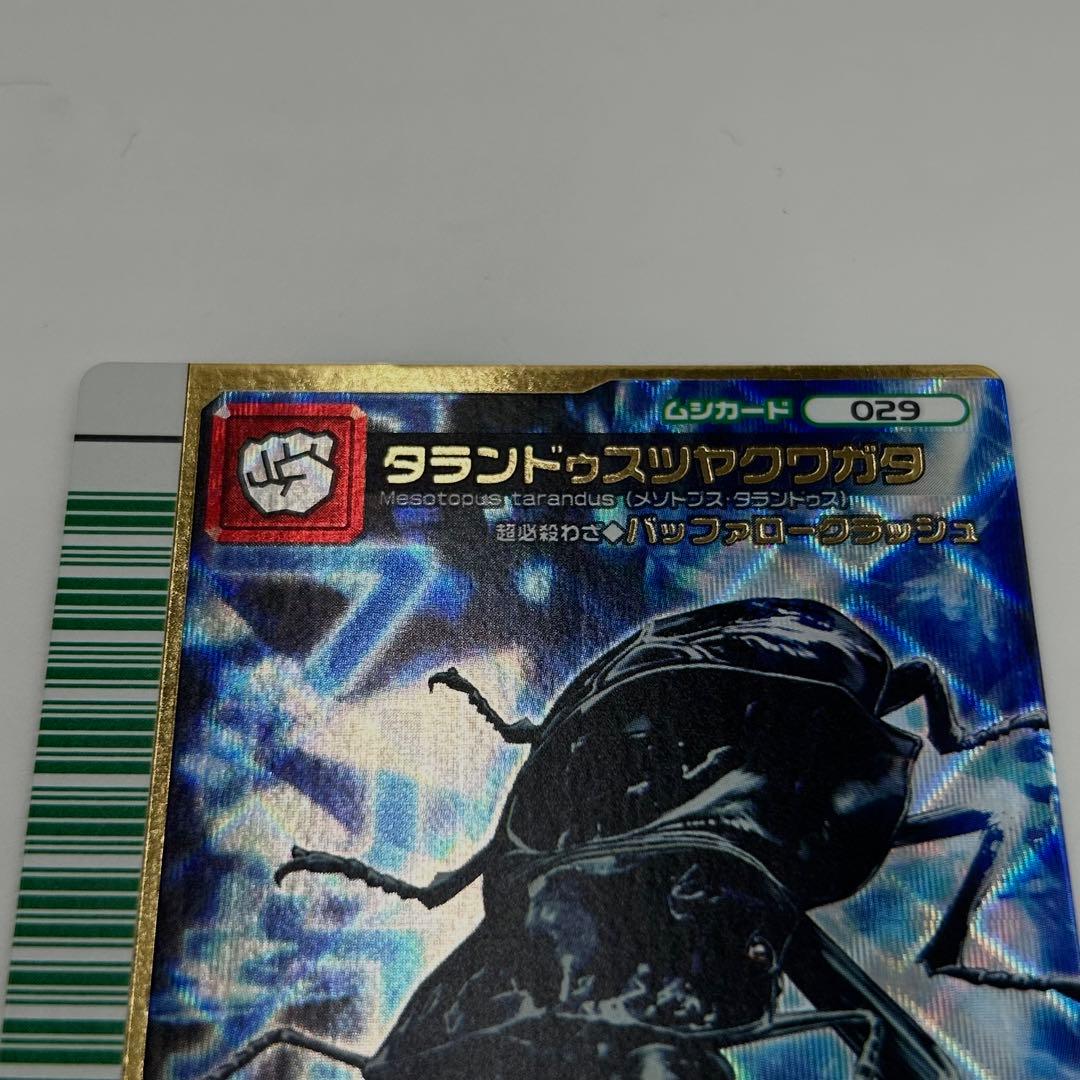 ムシカード 029
タランドゥスツヤクワガタ
Mesotopus tarandus (メソトプス・タランドゥス)
超必殺わざ◆バッファロークラッシュ